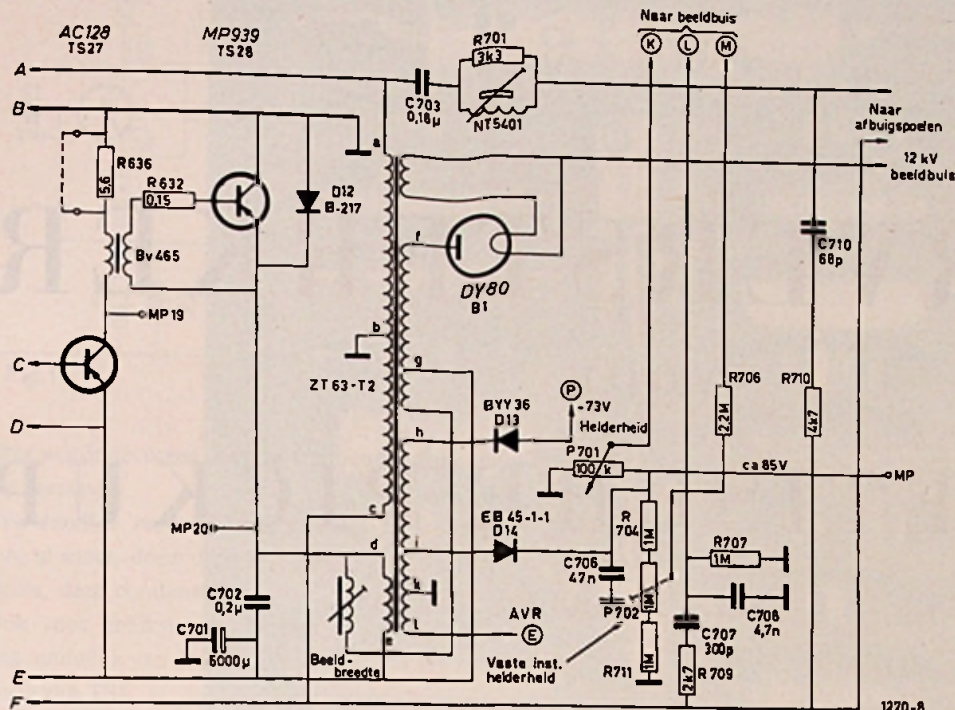 AC128
TS27
MP939
TS28
Naar beeldbuis
K L M
R701
3k3
A
C703
0,18µ
NT5401
B
Naar
afbuigspoelen
a
R636
5,6
R632
0,15
D12
B-217
12 kV
beeldbuis
Bv465
f
C710
68p
DY80
B1
MP19
b
g
C
ZT 63-T2
P
R706
2,2M
R710
4k7
BYY36
D13
-73V
Helderheid
D
h
P701
100 k
ca 85V
MP
c
EB 45-1-1
D14
R
704
1M
MP20
d
i
C706
47n
R707
1M
C702
0,2µ
k
P702
1M
C708
4,7n
C701
5000µ
AVR
E
l
e
C707
300p
Beeld-
breedte
Vaste inst.
helderheid
R711
1M
2k7
R709
E
F
1270-8